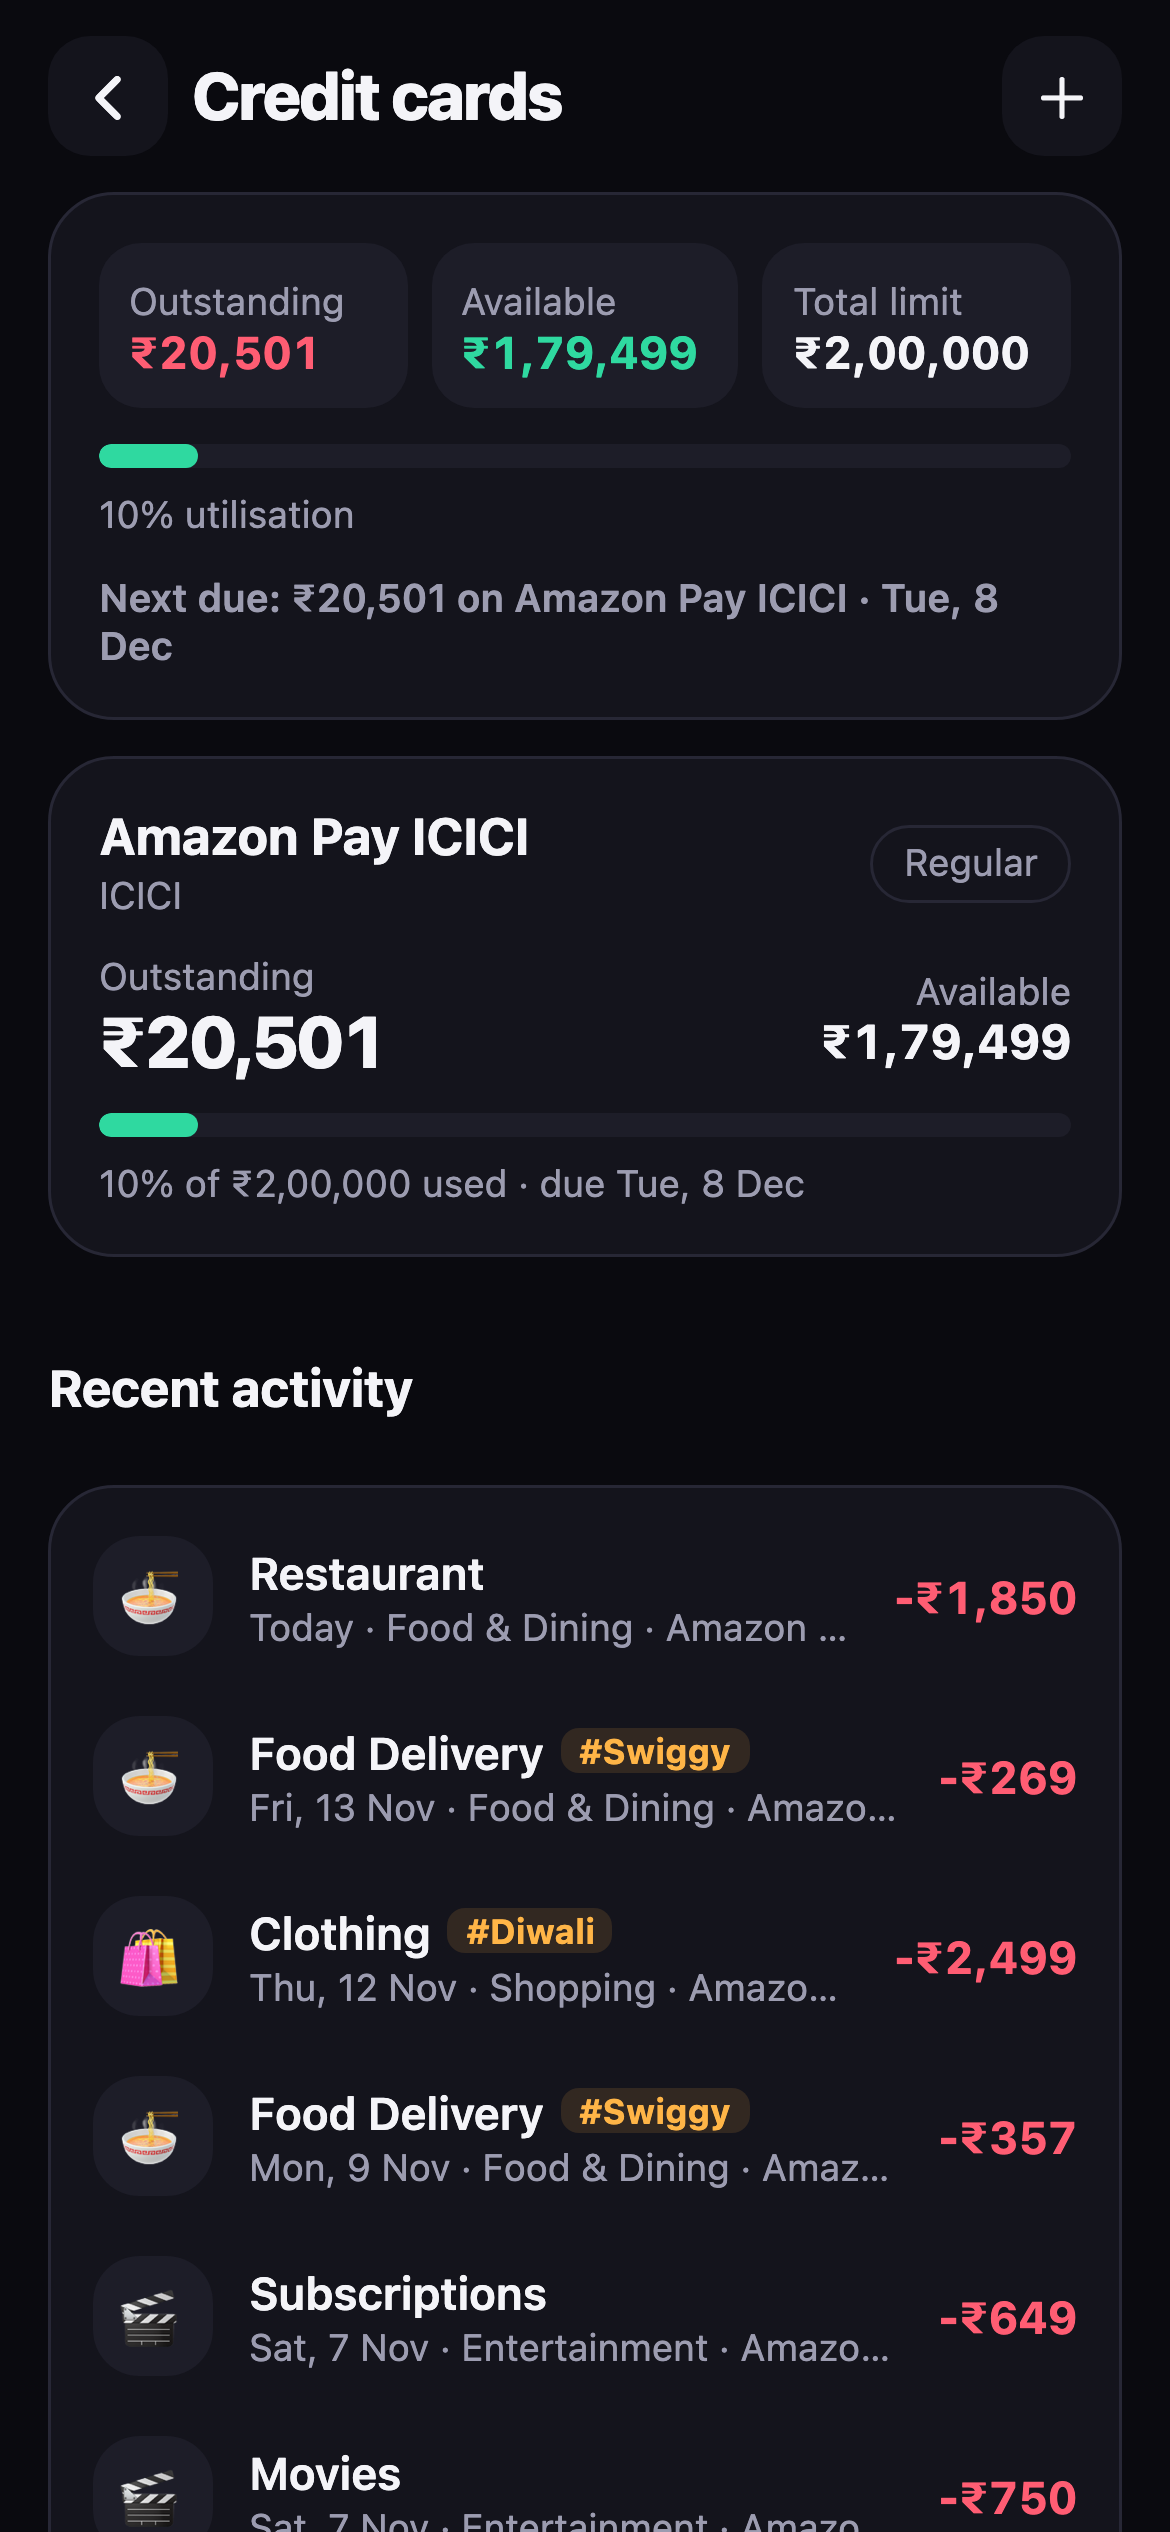 Credit cards
Outstanding
₹20,501
Available
₹1,79,499
Total limit
₹2,00,000
10% utilisation
Next due: ₹20,501 on Amazon Pay ICICI · Tue, 8
Dec
Amazon Pay ICICI
ICICI
Regular
Outstanding
₹20,501
Available
₹1,79,499
10% of ₹2,00,000 used · due Tue, 8 Dec
Recent activity
Restaurant
Today · Food & Dining · Amazon ...
-₹1,850
Food Delivery #Swiggy
Fri, 13 Nov · Food & Dining · Amazo...
-₹269
Clothing #Diwali
Thu, 12 Nov · Shopping · Amazo...
-₹2,499
Food Delivery #Swiggy
Mon, 9 Nov · Food & Dining · Amaz...
-₹357
Subscriptions
Sat, 7 Nov · Entertainment · Amazo...
-₹649
Movies
Sat, 7 Nov · Entertainment · Amazo...
-₹750